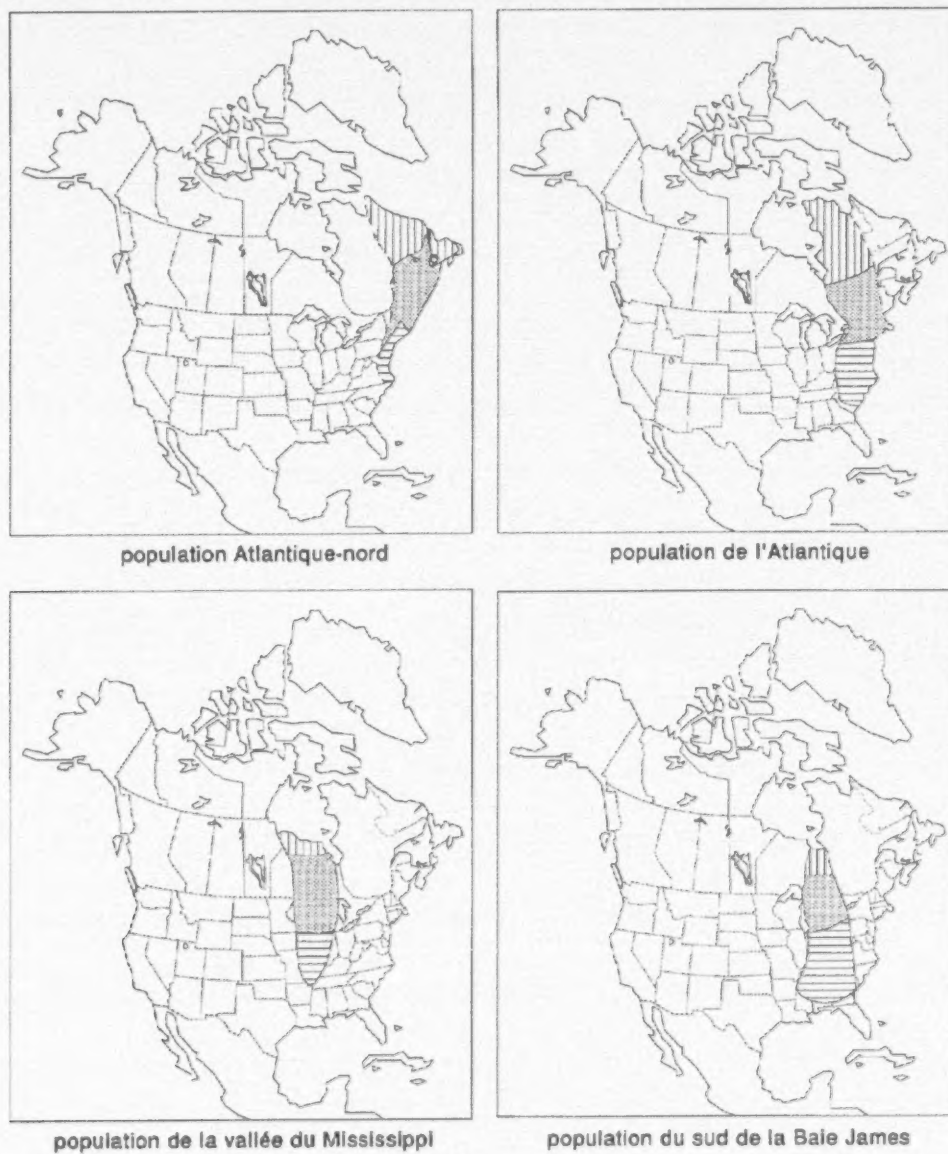 population Atlantique-nord
population de l'Atlantique
population de la vallée du Mississippi
population du sud de la Baie James